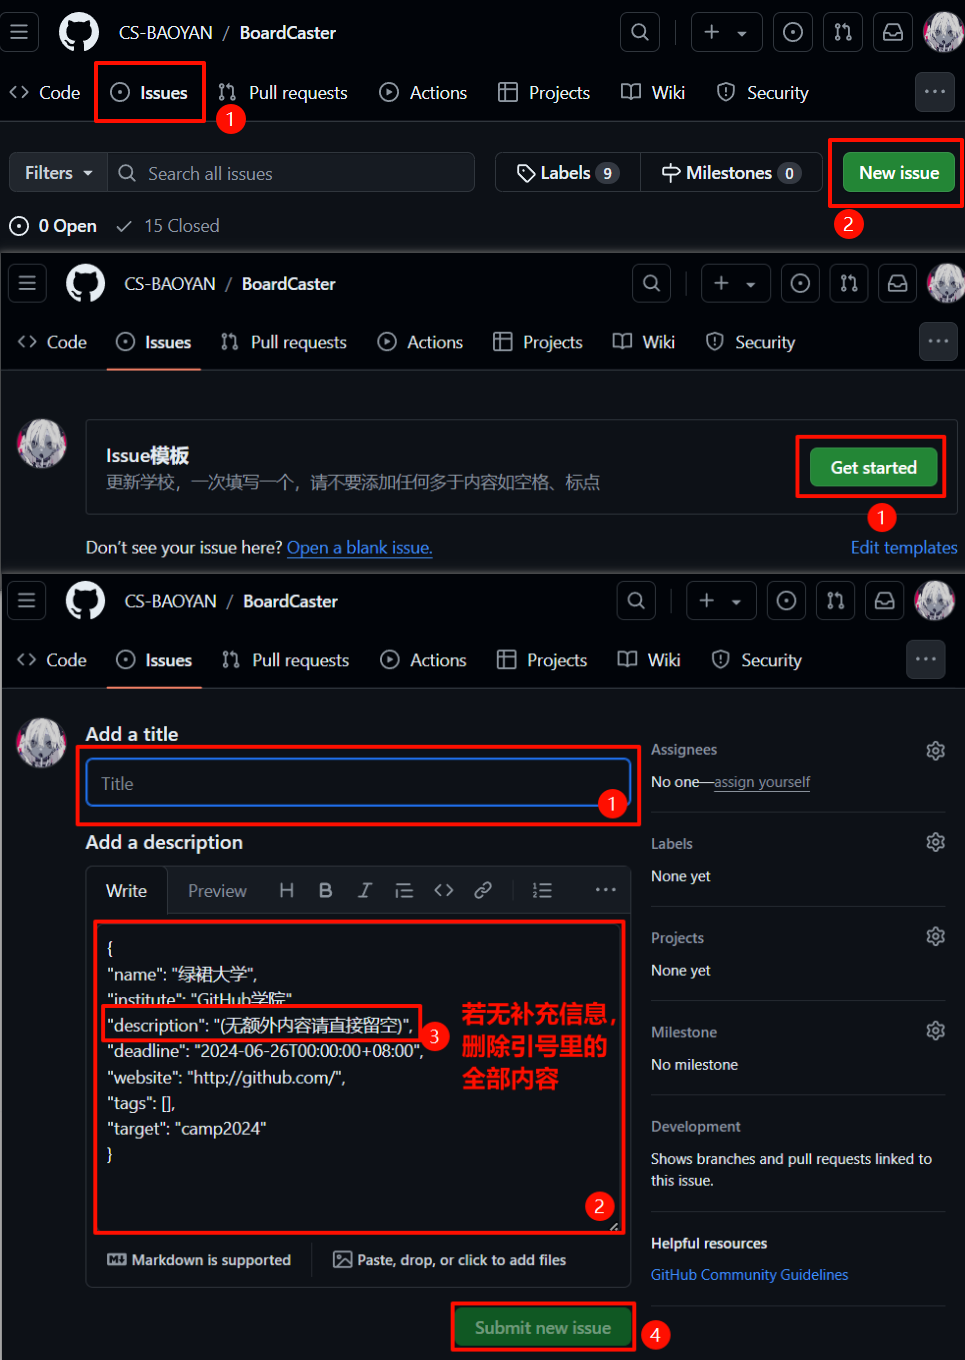 CS-BAOYAN / BoardCaster
Code Issues Pull requests Actions Projects Wiki Security
1
Filters Search all issues Labels 9 Milestones 0 New issue
2
0 Open 15 Closed
CS-BAOYAN / BoardCaster
Code Issues Pull requests Actions Projects Wiki Security
Issue模板
更新学校，一次填写一个，请不要添加任何多于内容如空格、标点
Get started
1
Don't see your issue here? Open a blank issue.
Edit templates
CS-BAOYAN / BoardCaster
Code Issues Pull requests Actions Projects Wiki Security
Add a title
Title
1
Add a description
Write Preview H B I
{
"name": "绿裙大学",
"institute": "GitHub学院"
"description": "(无额外内容请直接留空)",
3
"deadline": "2024-06-26T00:00:00+08:00",
"website": "http://github.com/",
"tags": [],
"target": "camp2024"
}
若无补充信息，
删除引号里的
全部内容
2
Markdown is supported
Paste, drop, or click to add files
Submit new issue
4
Assignees
No one—assign yourself
Labels
None yet
Projects
None yet
Milestone
No milestone
Development
Shows branches and pull requests linked to
this issue.
Helpful resources
GitHub Community Guidelines